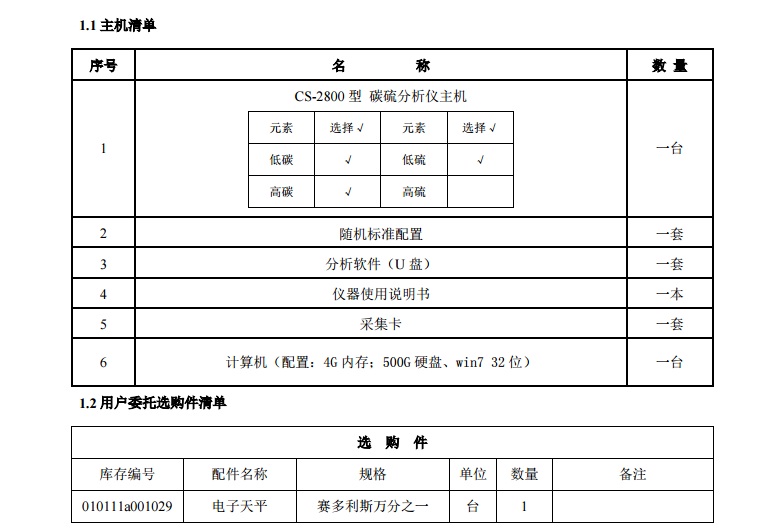 1.1 主机清单
序号 名 称 数 量
1 CS-2800 型 碳硫分析仪主机 一台
元素 选择√ 元素 选择√
低碳 √ 低硫 √
高碳 √ 高硫
2 随机标准配置 一套
3 分析软件（U 盘） 一套
4 仪器使用说明书 一本
5 采集卡 一套
6 计算机（配置：4G 内存；500G 硬盘、win7 32 位） 一台
1.2 用户委托选购件清单
选 购 件
库存编号 配件名称 规格 单位 数量 备注
010111a001029 电子天平 赛多利斯万分之一 台 1